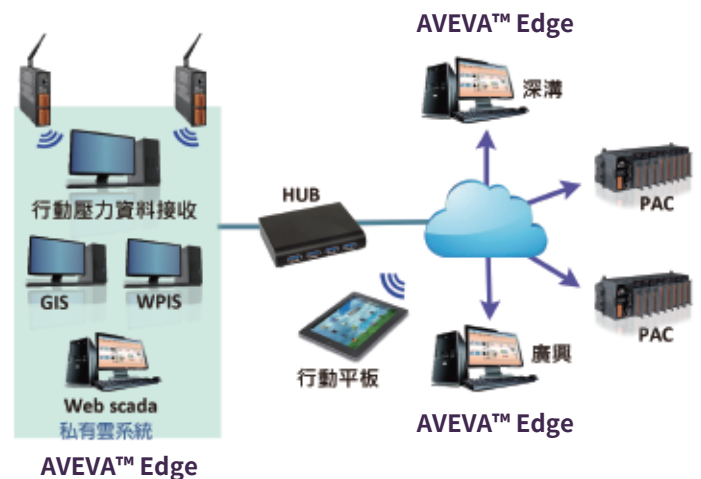 AVEVA™ Edge
深溝
行動壓力資料接收
HUB
PAC
GIS
WPIS
PAC
行動平板
廣興
Web scada
私有雲系統
AVEVA™ Edge
AVEVA™ Edge